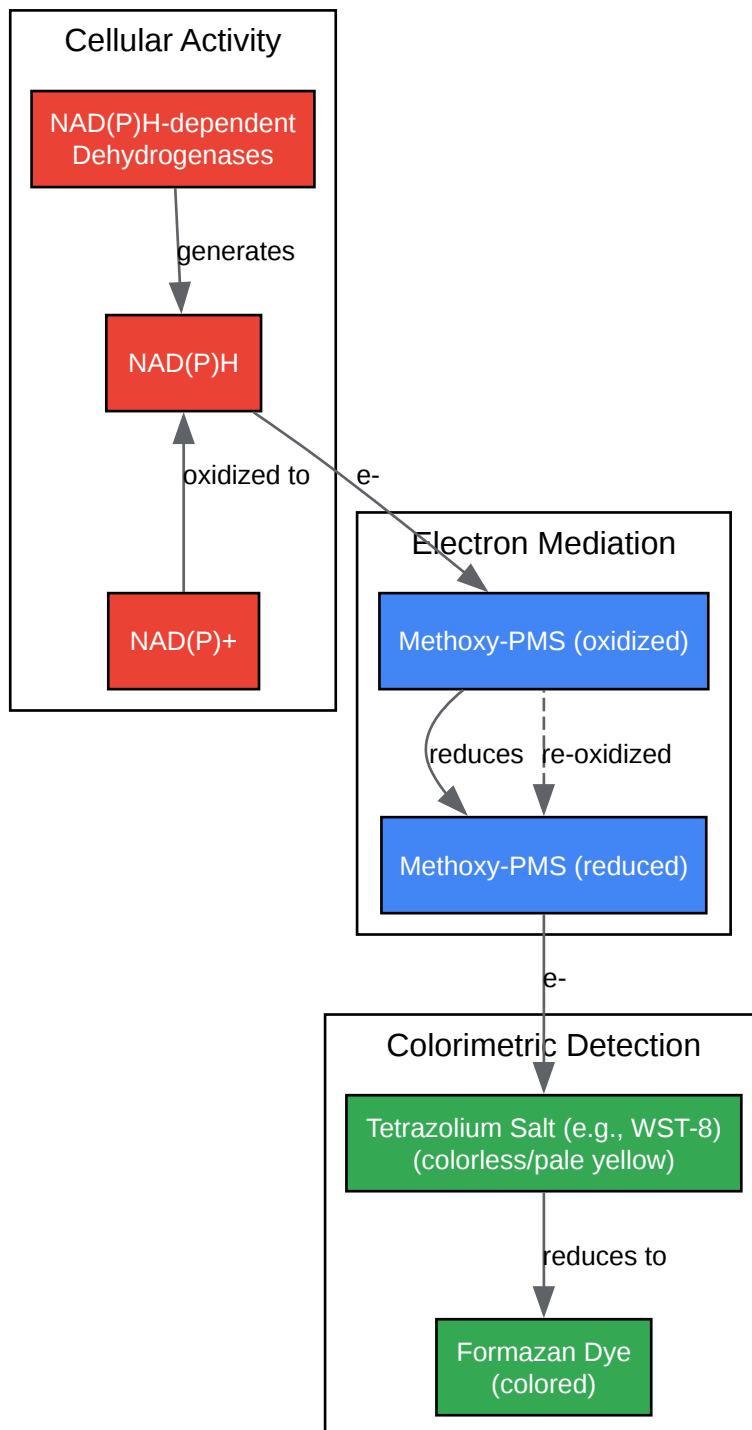 Cellular Activity
NAD(P)H-dependent
Dehydrogenases
generates
NAD(P)H
oxidized to
e-
NAD(P)+
Electron Mediation
Methoxy-PMS (oxidized)
reduces
re-oxidized
Methoxy-PMS (reduced)
e-
Colorimetric Detection
Tetrazolium Salt (e.g., WST-8)
(colorless/pale yellow)
reduces to
Formazan Dye
(colored)